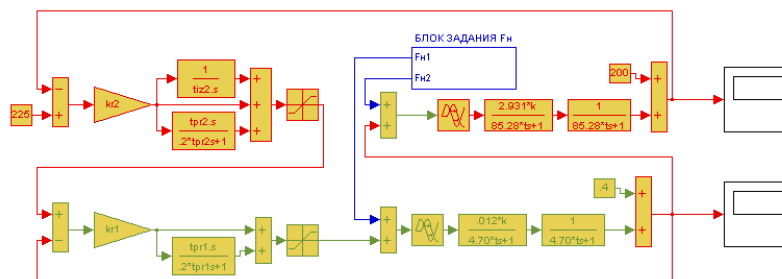 БЛОК ЗАДАНИЯ Fн
Fн1
Fн2
225
−
+
kr2
1
tiz2.s
tpr2.s
.2*tpr2s+1
+
+
+
+
+
2.931*k
85.28*ts+1
1
85.28*ts+1
200
+
+
+
−
kr1
tpr1.s
.2*tpr1s+1
+
+
+
+
.012*k
4.70*ts+1
1
4.70*ts+1
.4
+
+